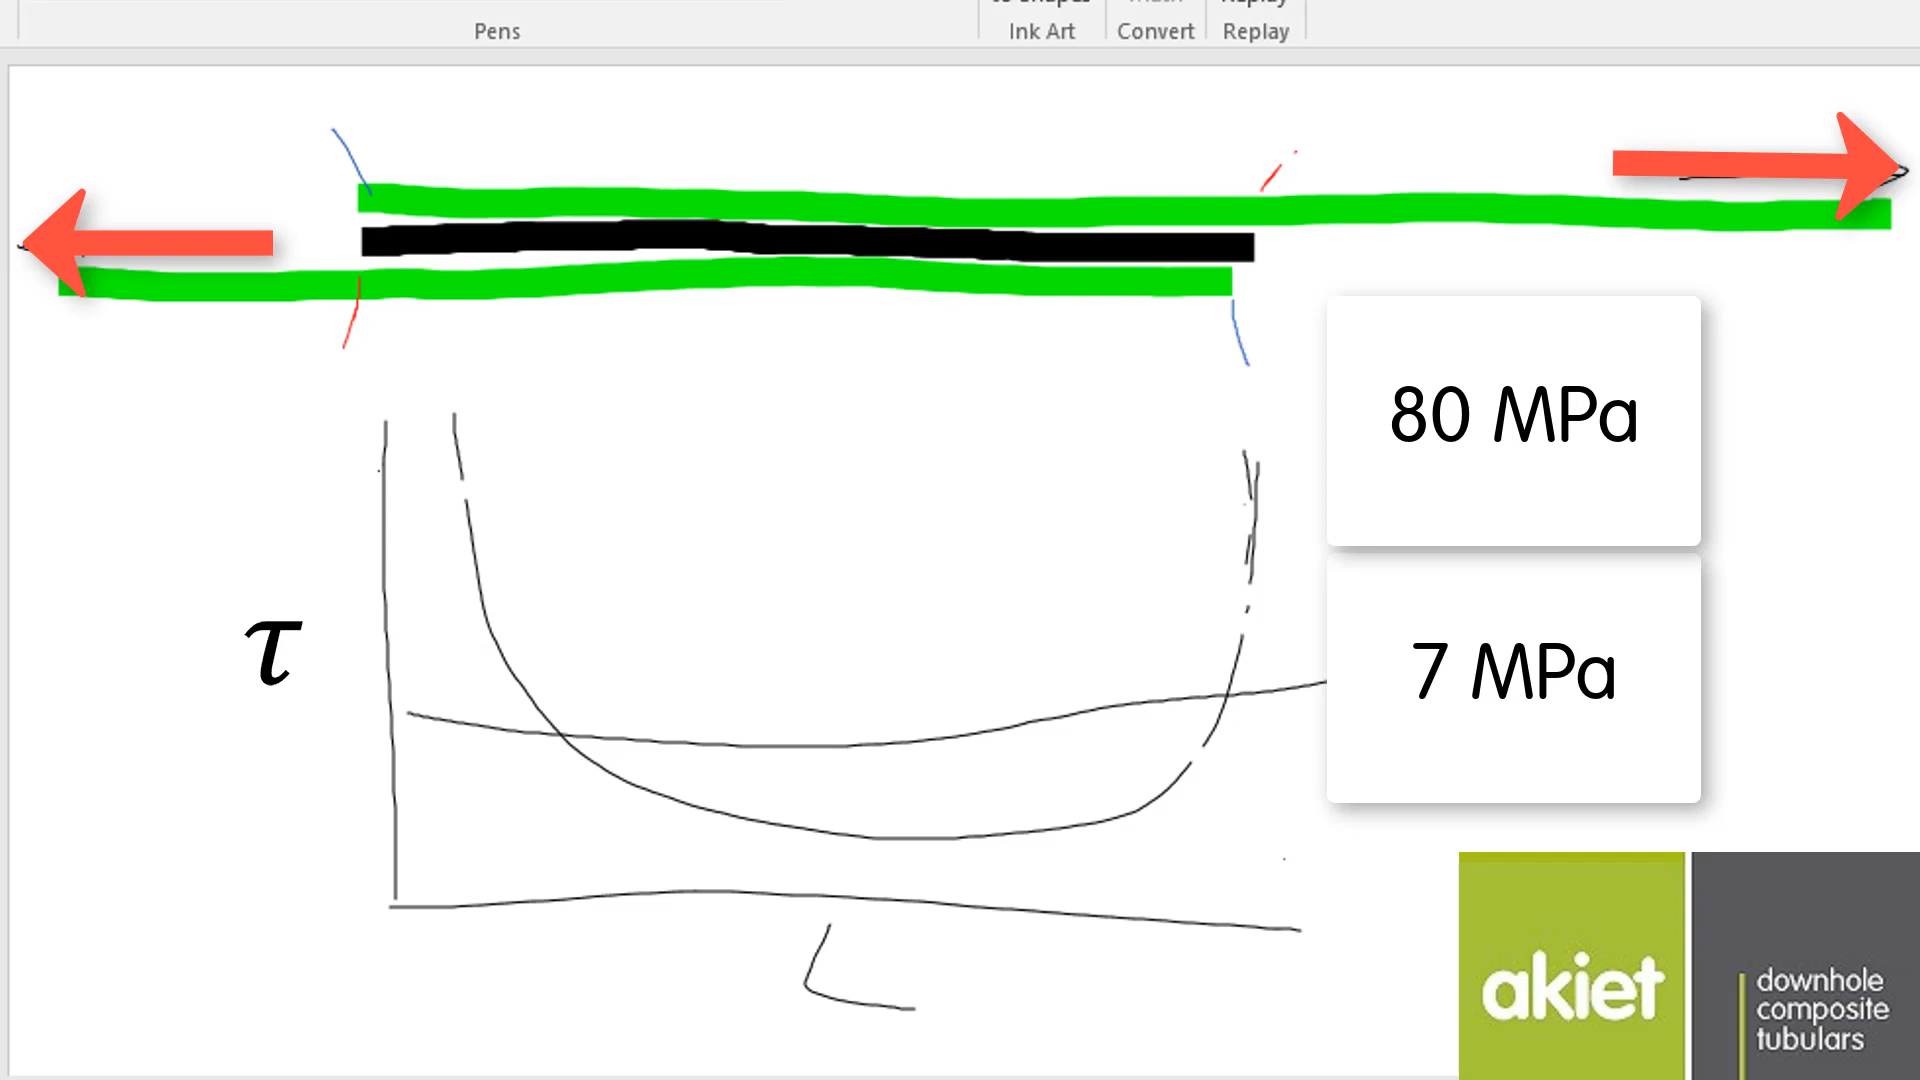 Pens
Ink Art
Convert
Replay
80 MPa
7 MPa
τ
L
akiet
downhole
composite
tubulars